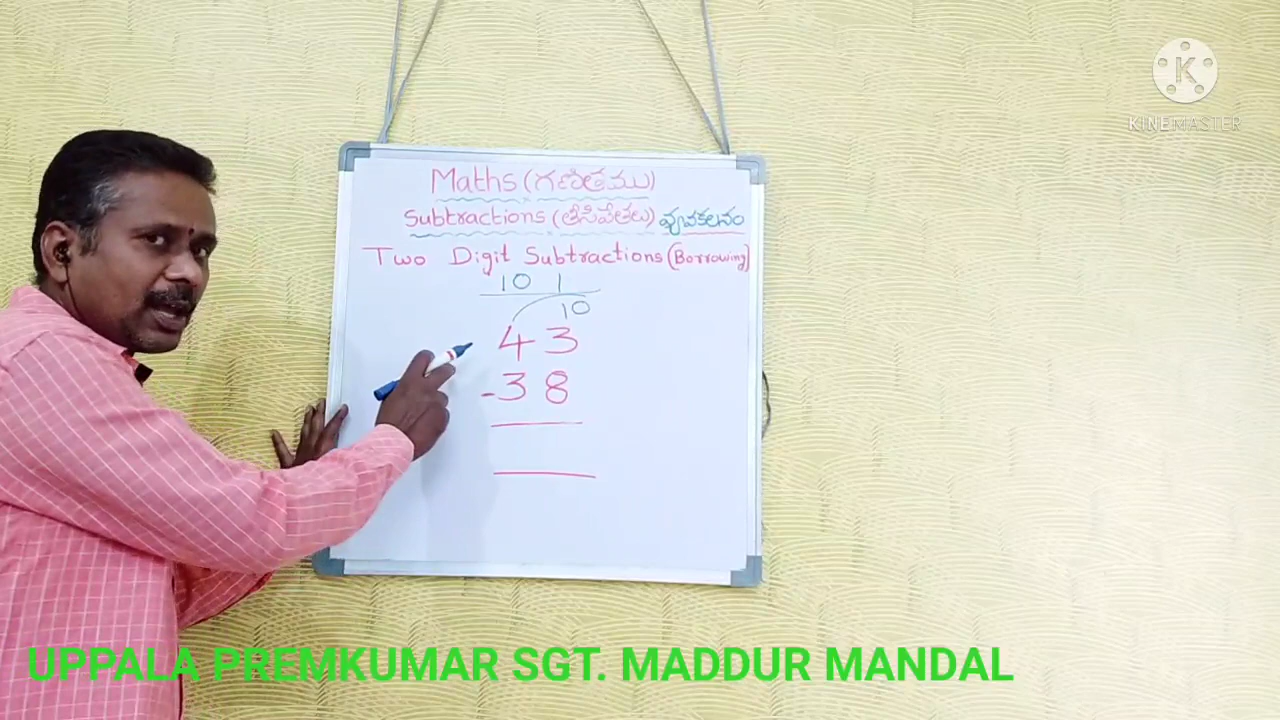 K
KINEMASTER
Maths (గణితము)
Subtractions (తీసివేతలు) వ్యవకలనం
Two Digit Subtractions (Borrowing)
10 1
10
4 3
- 3 8
UPPALA PREMKUMAR SGT. MADDUR MANDAL